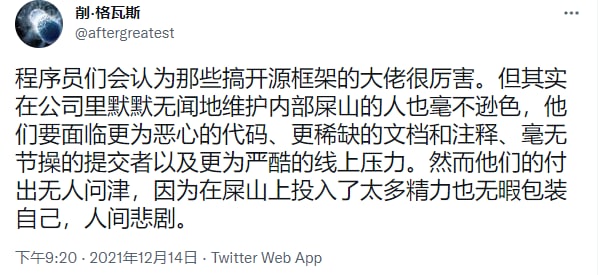 削·格瓦斯
@aftergreatest
程序员们会认为那些搞开源框架的大佬很厉害。但其实
在公司里默默无闻地维护内部屎山的人也毫不逊色，他
们要面临更为恶心的代码、更稀缺的文档和注释、毫无
节操的提交者以及更为严酷的线上压力。然而他们的付
出无人问津，因为在屎山上投入了太多精力也无暇包装
自己，人间悲剧。
下午9:20 · 2021年12月14日 · Twitter Web App